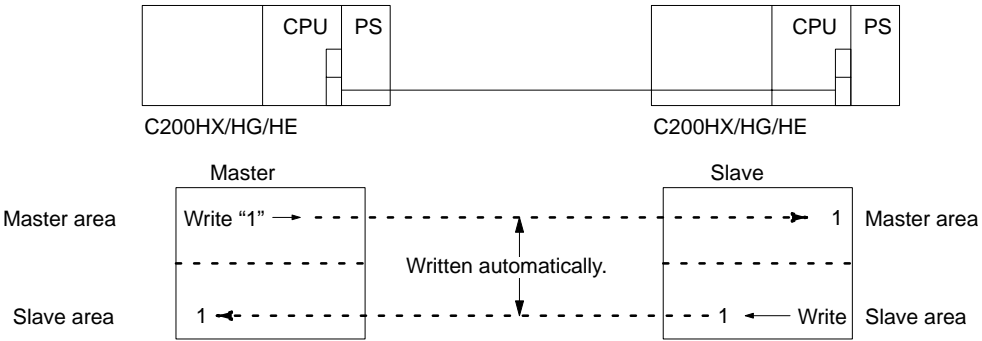 CPU PS CPU PS
C200HX/HG/HE C200HX/HG/HE
Master Slave
Master area Write “1” 1 Master area
Written automatically.
Slave area 1 1 Write Slave area